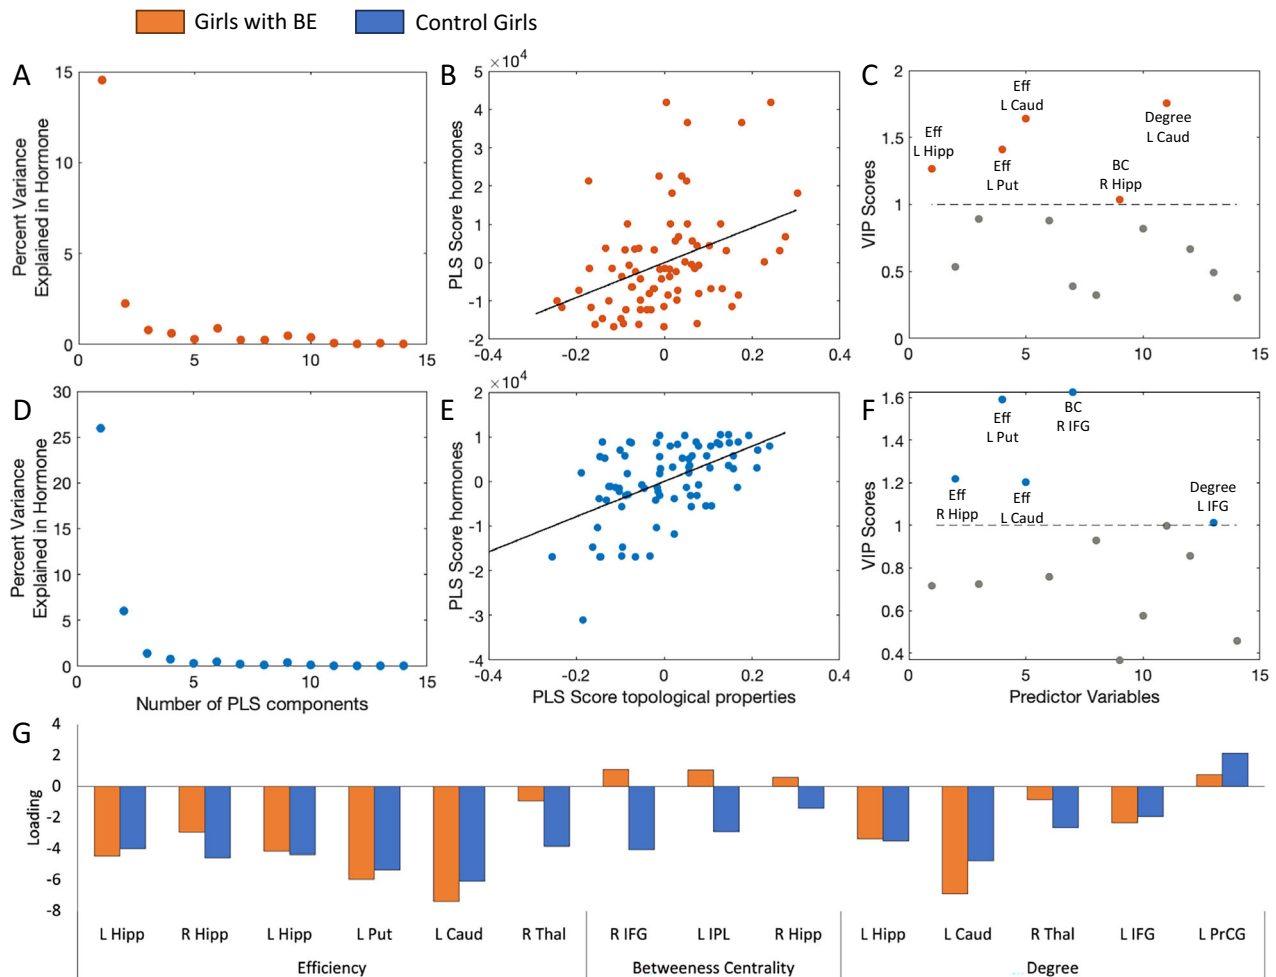 Girls with BE
Control Girls
A
Percent Variance
Explained in Hormone
15
10
5
0
0
5
10
15
B
×10⁴
PLS Score hormones
5
4
3
2
1
0
-1
-2
-0.4
-0.2
0
0.2
0.4
C
VIP Scores
2
1.5
1
0.5
0
0
5
10
15
Eff
L Hipp
Eff
L Caud
Eff
L Put
BC
R Hipp
Degree
L Caud
D
Percent Variance
Explained in Hormone
30
25
20
15
10
5
0
0
5
10
15
Number of PLS components
E
×10⁴
PLS Score hormones
2
1
0
-1
-2
-3
-4
-0.4
-0.2
0
0.2
0.4
PLS Score topological properties
F
VIP Scores
1.6
1.4
1.2
1
0.8
0.6
0.4
0
5
10
15
Predictor Variables
Eff
L Put
BC
R IFG
Eff
R Hipp
Eff
L Caud
Degree
L IFG
G
Loading
4
2
0
-2
-4
-6
-8
L Hipp
R Hipp
L Hipp
L Put
L Caud
R Thal
R IFG
L IPL
R Hipp
L Hipp
L Caud
R Thal
L IFG
L PrCG
Efficiency
Betweeness Centrality
Degree